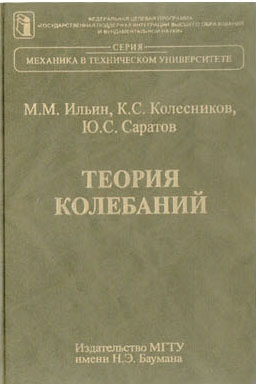 ФЕДЕРАЛЬНАЯ ЦЕЛЕВАЯ ПРОГРАММА
«ГОСУДАРСТВЕННАЯ ПОДДЕРЖКА ИНТЕГРАЦИИ ВЫСШЕГО ОБРАЗОВАНИЯ
И ФУНДАМЕНТАЛЬНОЙ НАУКИ»
СЕРИЯ
МЕХАНИКА В ТЕХНИЧЕСКОМ УНИВЕРСИТЕТЕ
М.М. Ильин, К.С. Колесников,
Ю.С. Саратов
ТЕОРИЯ
КОЛЕБАНИЙ
Издательство МГТУ
имени Н.Э. Баумана